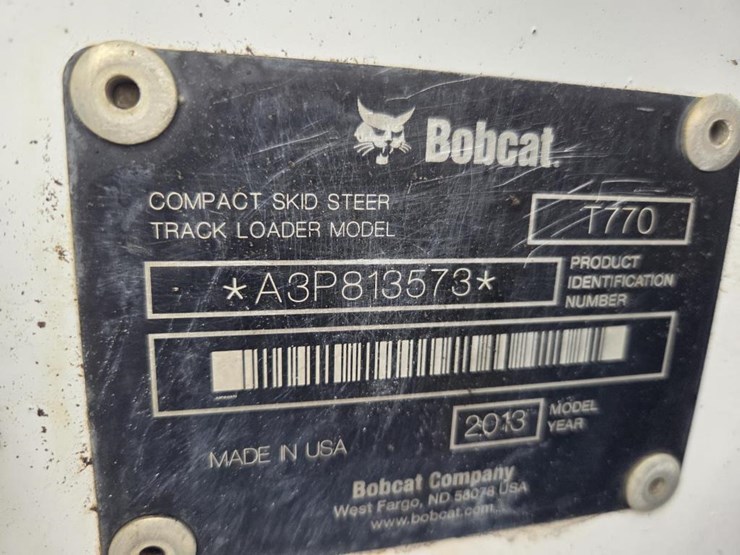 Bobcat
COMPACT SKID STEER
TRACK LOADER MODEL
T770
*A3P813573*
PRODUCT
IDENTIFICATION
NUMBER
2013
MODEL
YEAR
MADE IN USA
Bobcat Company
West Fargo, ND 58078 USA
www.bobcat.com